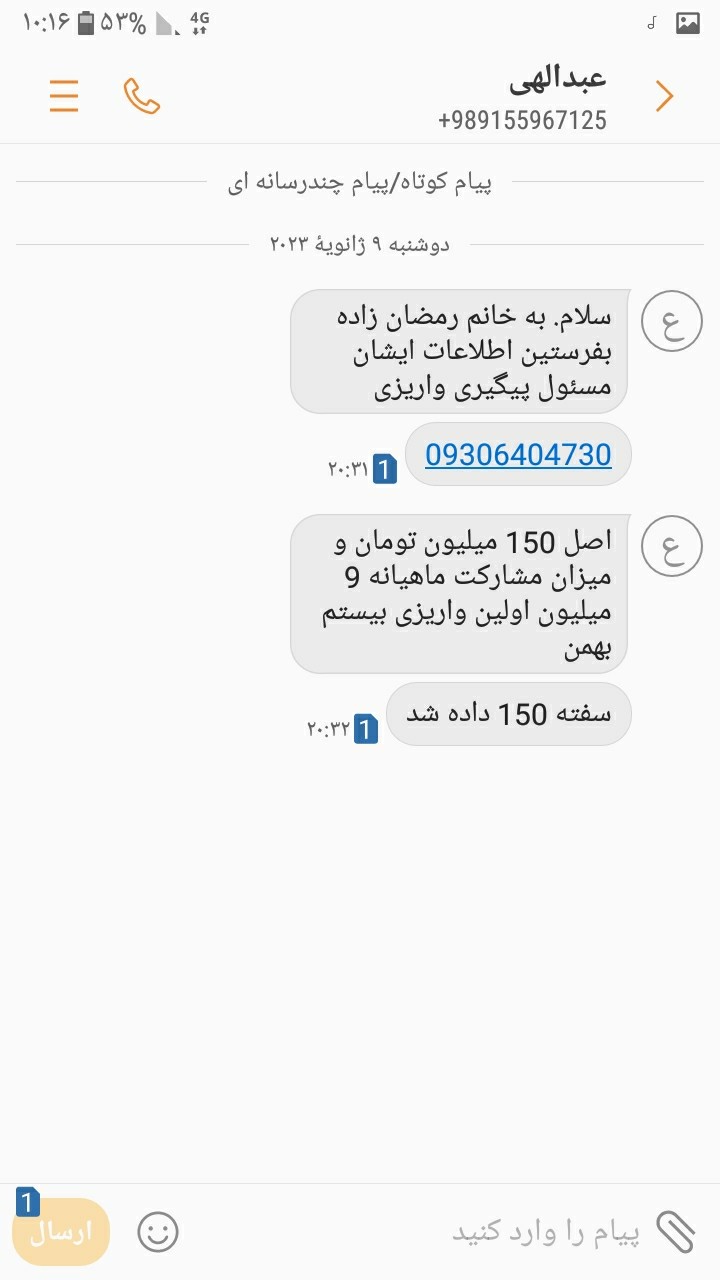 ۱۰:۱۶ ۵۳% 4G
عبدالهی
+989155967125
پیام کوتاه/پیام چندرسانه ای
دوشنبه ۹ ژانویهٔ ۲۰۲۳
ع
سلام. به خانم رمضان زاده
بفرستین اطلاعات ایشان
مسئول پیگیری واریزی
09306404730
1 ۲۰:۳۱
ع
اصل 150 میلیون تومان و
میزان مشارکت ماهیانه 9
میلیون اولین واریزی بیستم
بهمن
سفته 150 داده شد
1 ۲۰:۳۲
پیام را وارد کنید
1
ارسال